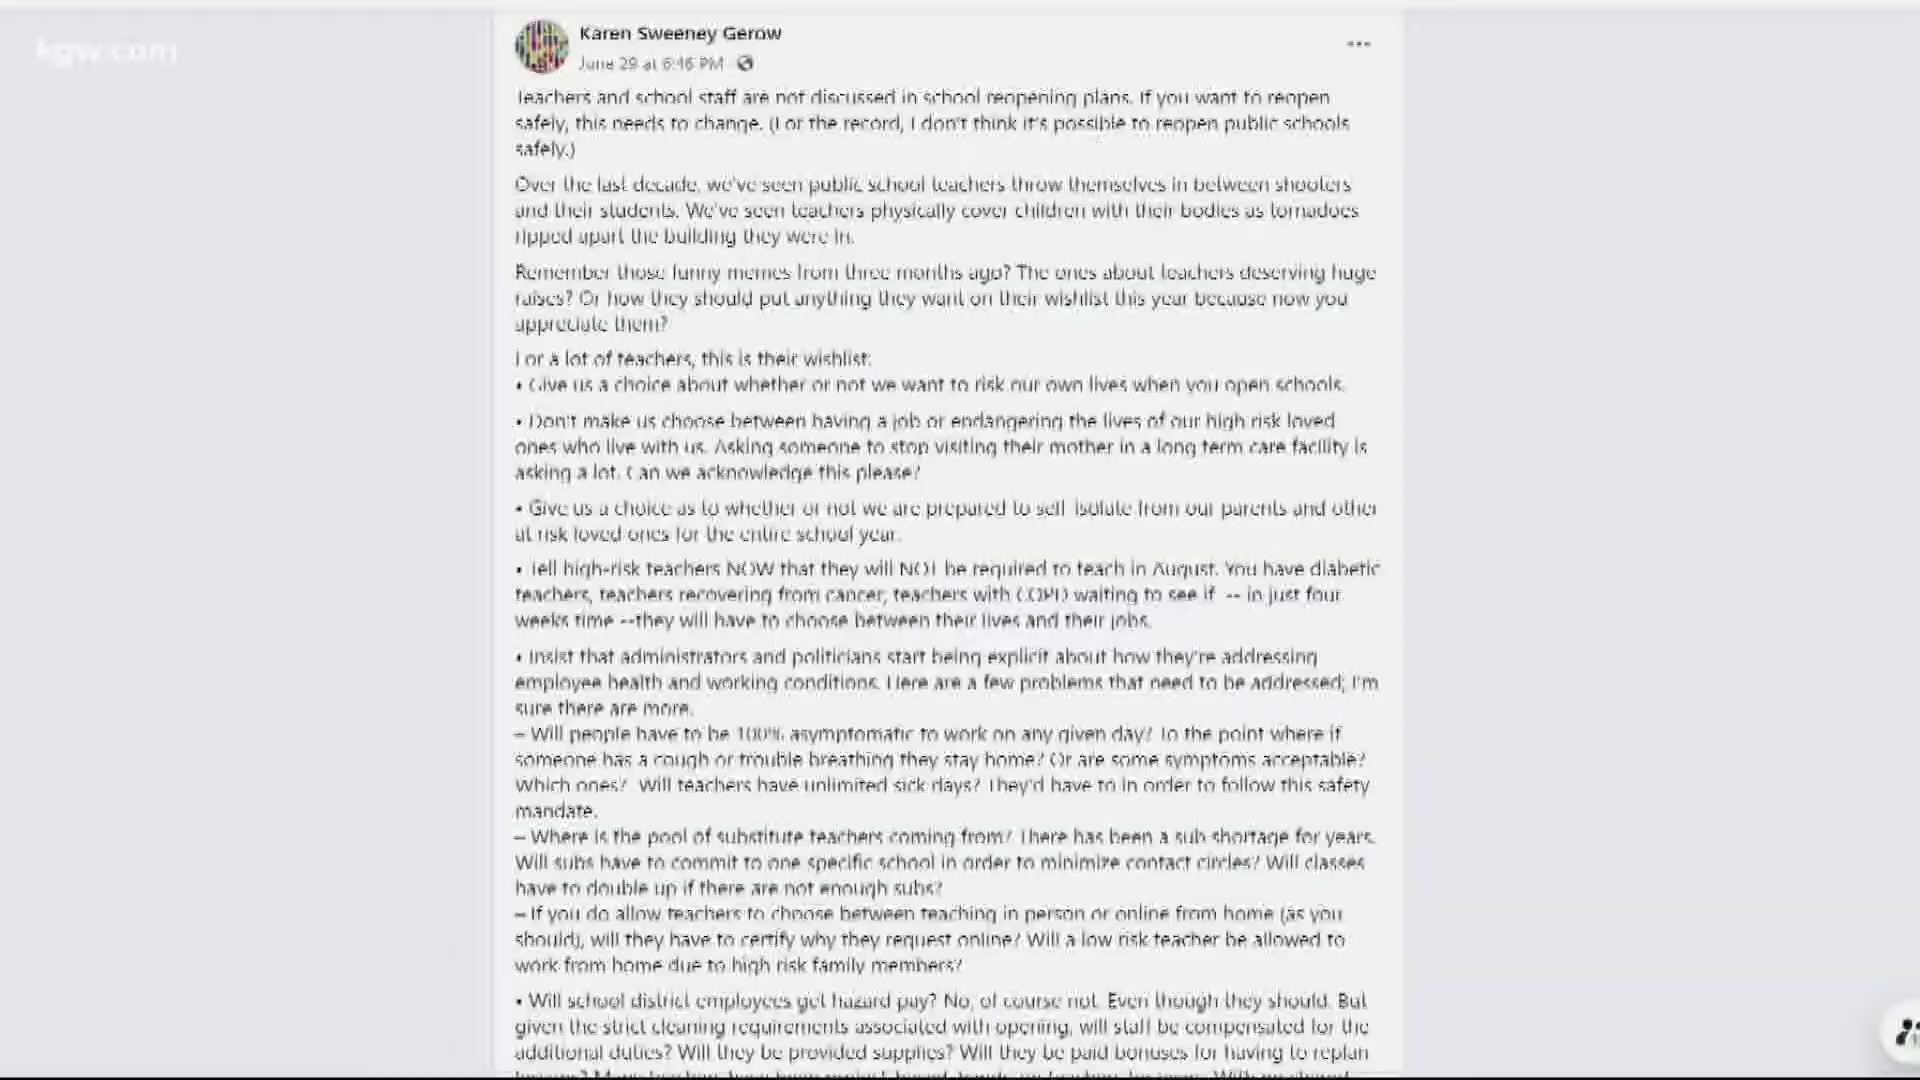 kgw.com
Karen Sweeney Gerow
June 29 at 6:46 PM
Teachers and school staff are not discussed in school reopening plans. If you want to reopen
safely, this needs to change. (For the record, I don't think it's possible to reopen public schools
safely.)
Over the last decade, we've seen public school teachers throw themselves in between shooters
and their students. We've seen teachers physically cover children with their bodies as tornadoes
ripped apart the building they were in.
Remember those funny memes from three months ago? The ones about teachers deserving huge
raises? Or how they should put anything they want on their wishlist this year because now you
appreciate them?
For a lot of teachers, this is their wishlist:
• Give us a choice about whether or not we want to risk our own lives when you open schools.
• Don't make us choose between having a job or endangering the lives of our high risk loved
ones who live with us. Asking someone to stop visiting their mother in a long term care facility is
asking a lot. Can we acknowledge this please?
• Give us a choice as to whether or not we are prepared to self isolate from our parents and other
at risk loved ones for the entire school year.
• Tell high-risk teachers NOW that they will NOT be required to teach in August. You have diabetic
teachers, teachers recovering from cancer, teachers with COPD waiting to see if -- in just four
weeks time --they will have to choose between their lives and their jobs.
• Insist that administrators and politicians start being explicit about how they're addressing
employee health and working conditions. Here are a few problems that need to be addressed; I'm
sure there are more.
– Will people have to be 100% asymptomatic to work on any given day? To the point where if
someone has a cough or trouble breathing they stay home? Or are some symptoms acceptable?
Which ones? Will teachers have unlimited sick days? They'd have to in order to follow this safety
mandate.
– Where is the pool of substitute teachers coming from? There has been a sub shortage for years.
Will subs have to commit to one specific school in order to minimize contact circles? Will classes
have to double up if there are not enough subs?
– If you do allow teachers to choose between teaching in person or online from home (as you
should), will they have to certify why they request online? Will a low risk teacher be allowed to
work from home due to high risk family members?
• Will school district employees get hazard pay? No, of course not. Even though they should. But
given the strict cleaning requirements associated with opening, will staff be compensated for the
additional duties? Will they be provided supplies? Will they be paid bonuses for having to replan